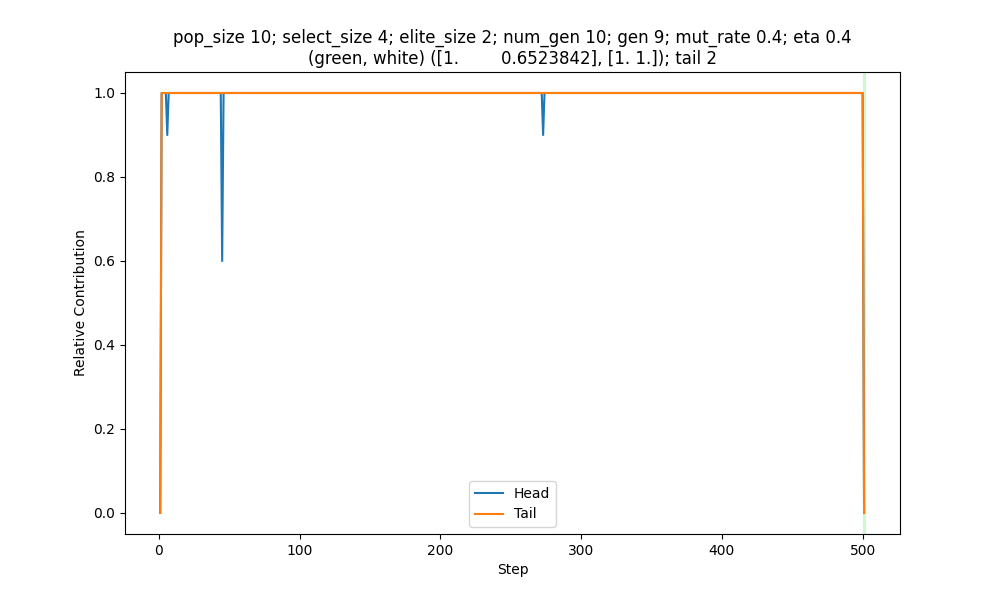 pop_size 10; select_size 4; elite_size 2; num_gen 10; gen 9; mut_rate 0.4; eta 0.4
(green, white) ([1.        0.6523842], [1. 1.]); tail 2
1.0
0.8
0.6
0.4
0.2
0.0
Relative Contribution
Head
Tail
0
100
200
300
400
500
Step